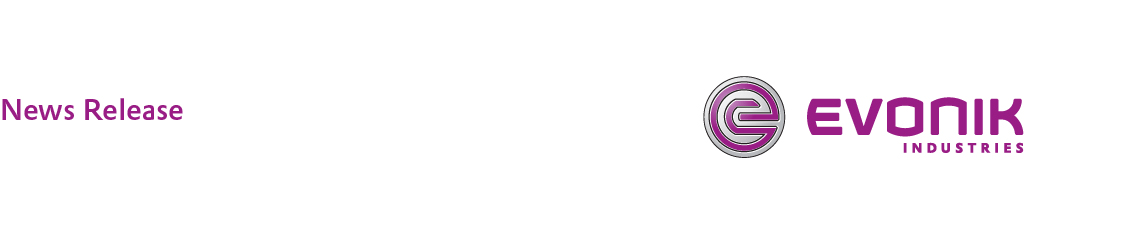 News Release
EVONIK
INDUSTRIES